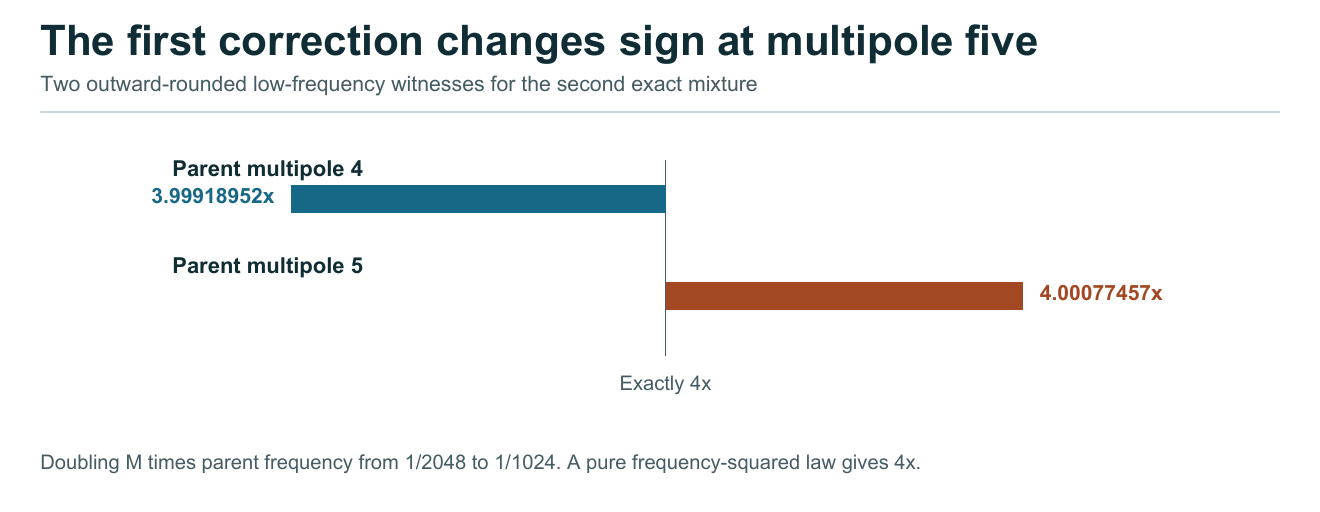 The first correction changes sign at multipole five
Two outward-rounded low-frequency witnesses for the second exact mixture
Parent multipole 4
3.99918952x
Parent multipole 5
4.00077457x
Exactly 4x
Doubling M times parent frequency from 1/2048 to 1/1024. A pure frequency-squared law gives 4x.